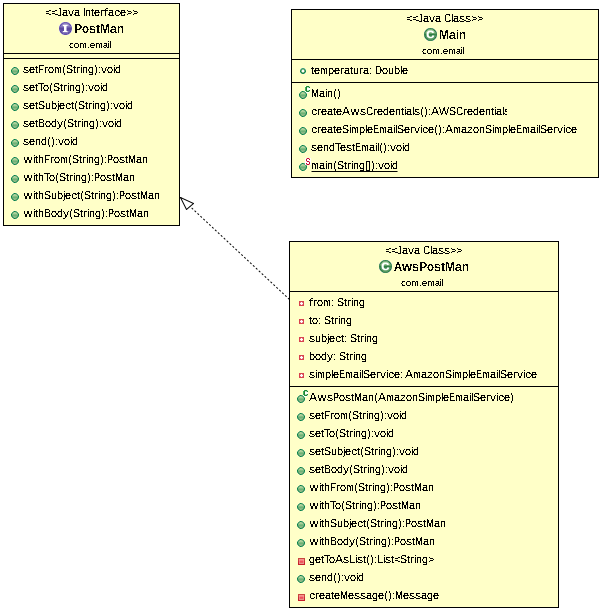 <<Java Interface>>
PostMan
com.email
setFrom(String):void
setTo(String):void
setSubject(String):void
setBody(String):void
send():void
withFrom(String):PostMan
withTo(String):PostMan
withSubject(String):PostMan
withBody(String):PostMan
<<Java Class>>
Main
com.email
temperatura: Double
Main()
createAwsCredentials():AWSCredentials
createSimpleEmailService():AmazonSimpleEmailService
sendTestEmail():void
main(String[]):void
<<Java Class>>
AwsPostMan
com.email
from: String
to: String
subject: String
body: String
simpleEmailService: AmazonSimpleEmailService
AwsPostMan(AmazonSimpleEmailService)
setFrom(String):void
setTo(String):void
setSubject(String):void
setBody(String):void
withFrom(String):PostMan
withTo(String):PostMan
withSubject(String):PostMan
withBody(String):PostMan
getToAsList():List<String>
send():void
createMessage():Message